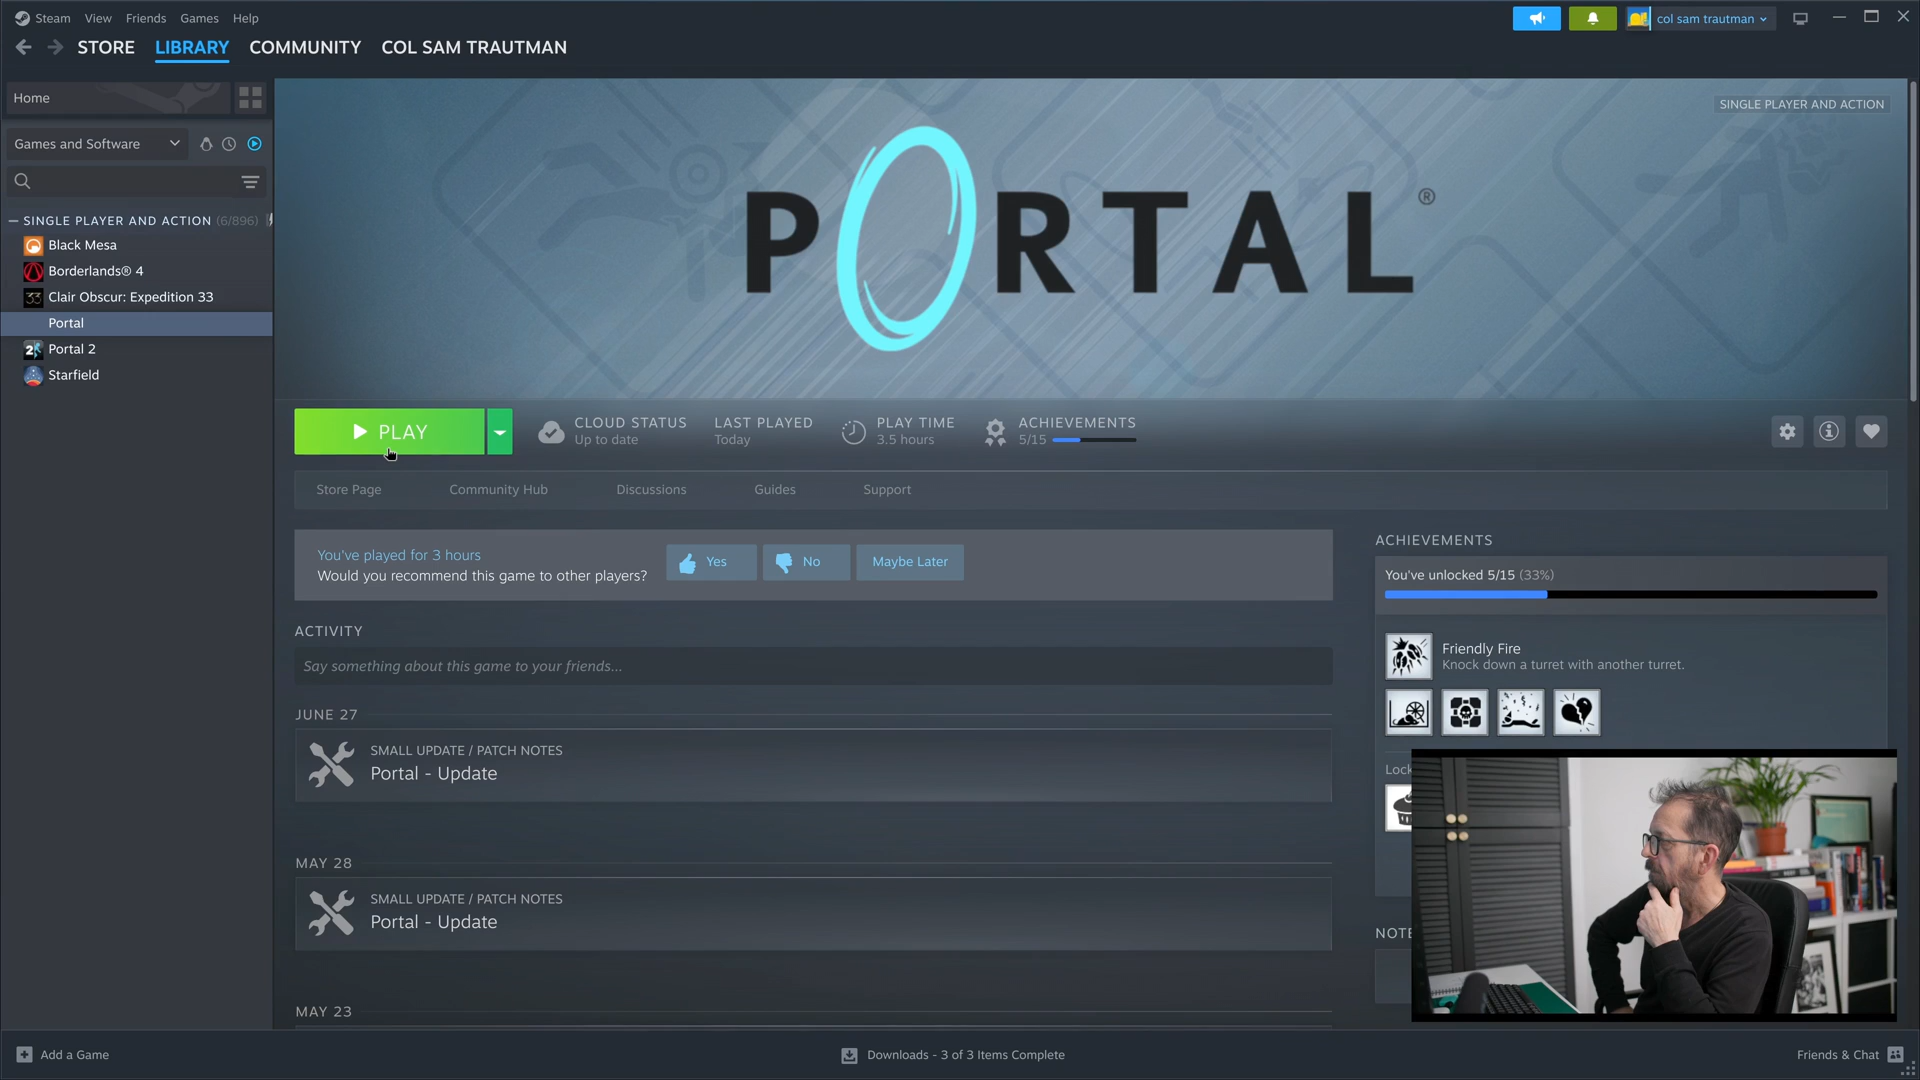 Steam View Friends Games Help
col sam trautman
STORE LIBRARY COMMUNITY COL SAM TRAUTMAN
Home
Games and Software
SINGLE PLAYER AND ACTION (6/896)
Black Mesa
Borderlands® 4
Clair Obscur: Expedition 33
Portal
Portal 2
Starfield
SINGLE PLAYER AND ACTION
PORTAL®
PLAY
CLOUD STATUS
Up to date
LAST PLAYED
Today
PLAY TIME
3.5 hours
ACHIEVEMENTS
5/15
Store Page Community Hub Discussions Guides Support
You've played for 3 hours
Would you recommend this game to other players?
Yes No Maybe Later
ACTIVITY
Say something about this game to your friends...
JUNE 27
SMALL UPDATE / PATCH NOTES
Portal - Update
MAY 28
SMALL UPDATE / PATCH NOTES
Portal - Update
MAY 23
ACHIEVEMENTS
You've unlocked 5/15 (33%)
Friendly Fire
Knock down a turret with another turret.
Lock
NOTE
Add a Game
Downloads - 3 of 3 Items Complete
Friends & Chat